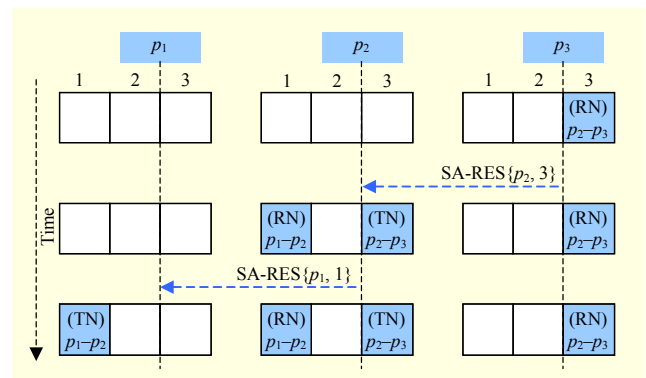 p1 p2 p3
1 2 3 1 2 3 1 2 3
(RN)
p2–p3
SA-RES{p2, 3}
Time
(RN) (TN) (RN)
p1–p2 p2–p3 p2–p3
SA-RES{p1, 1}
(TN) (RN) (TN) (RN)
p1–p2 p1–p2 p2–p3 p2–p3